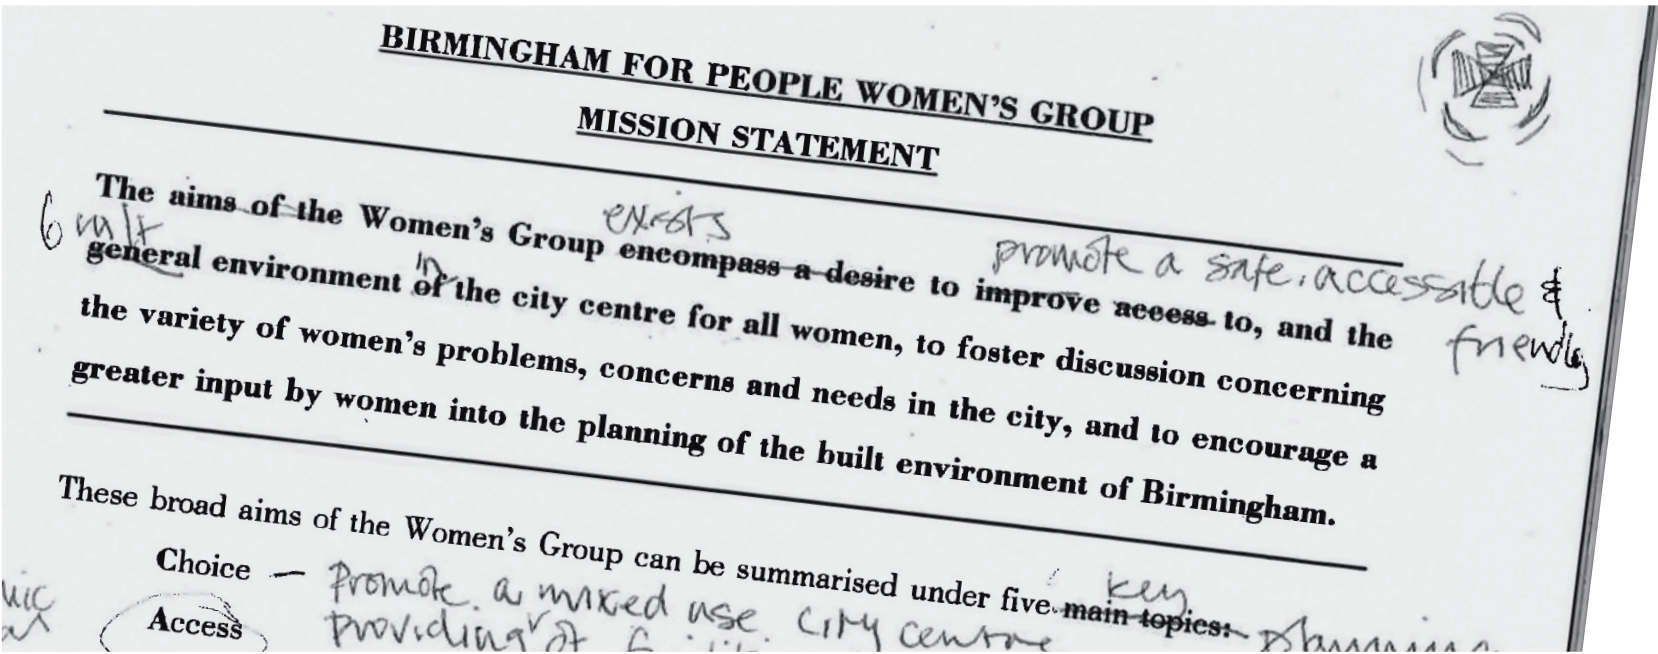 BIRMINGHAM FOR PEOPLE WOMEN'S GROUP
MISSION STATEMENT
exists
The aims of the Women's Group encompass a desire to improve access to, and the
promote a safe, accessible &
friendly
built
in
general environment of the city centre for all women, to foster discussion concerning
the variety of women's problems, concerns and needs in the city, and to encourage a
greater input by women into the planning of the built environment of Birmingham.
key
These broad aims of the Women's Group can be summarised under five main topics:
planning
Choice – Promote a mixed use city centre
Access providing of